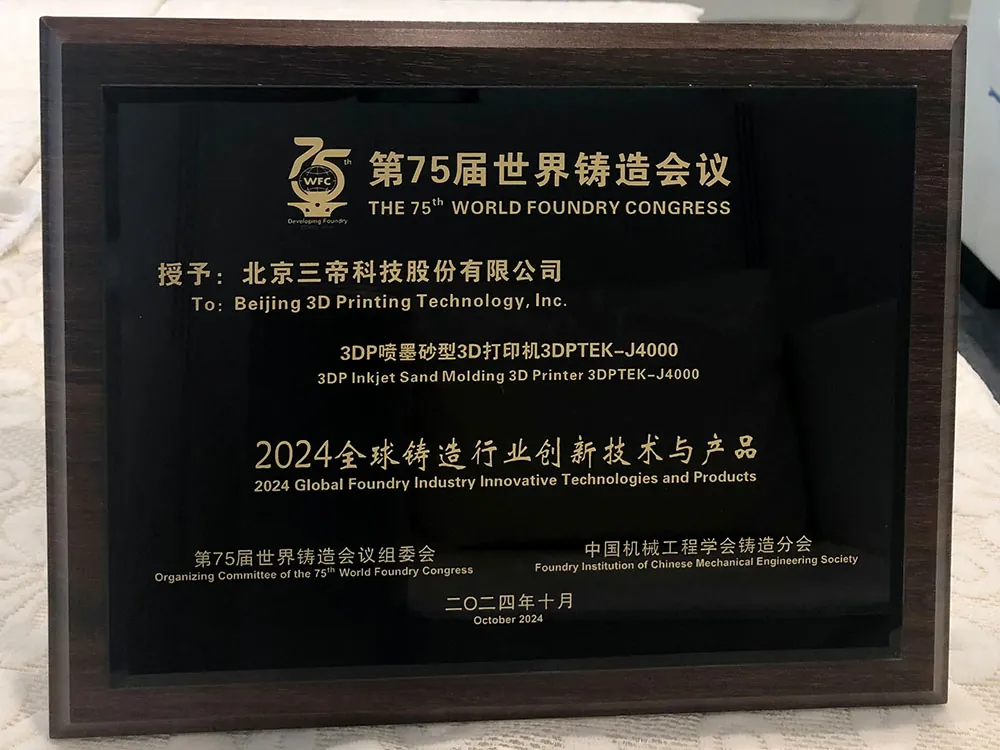 75th
WFC
Developing Foundry
第75届世界铸造会议
THE 75th WORLD FOUNDRY CONGRESS
授予：北京三帝科技股份有限公司
To: Beijing 3D Printing Technology, Inc.
3DP喷墨砂型3D打印机3DPTEK-J4000
3DP Inkjet Sand Molding 3D Printer 3DPTEK-J4000
2024全球铸造行业创新技术与产品
2024 Global Foundry Industry Innovative Technologies and Products
第75届世界铸造会议组委会
Organizing Committee of the 75th World Foundry Congress
中国机械工程学会铸造分会
Foundry Institution of Chinese Mechanical Engineering Society
二〇二四年十月
October 2024